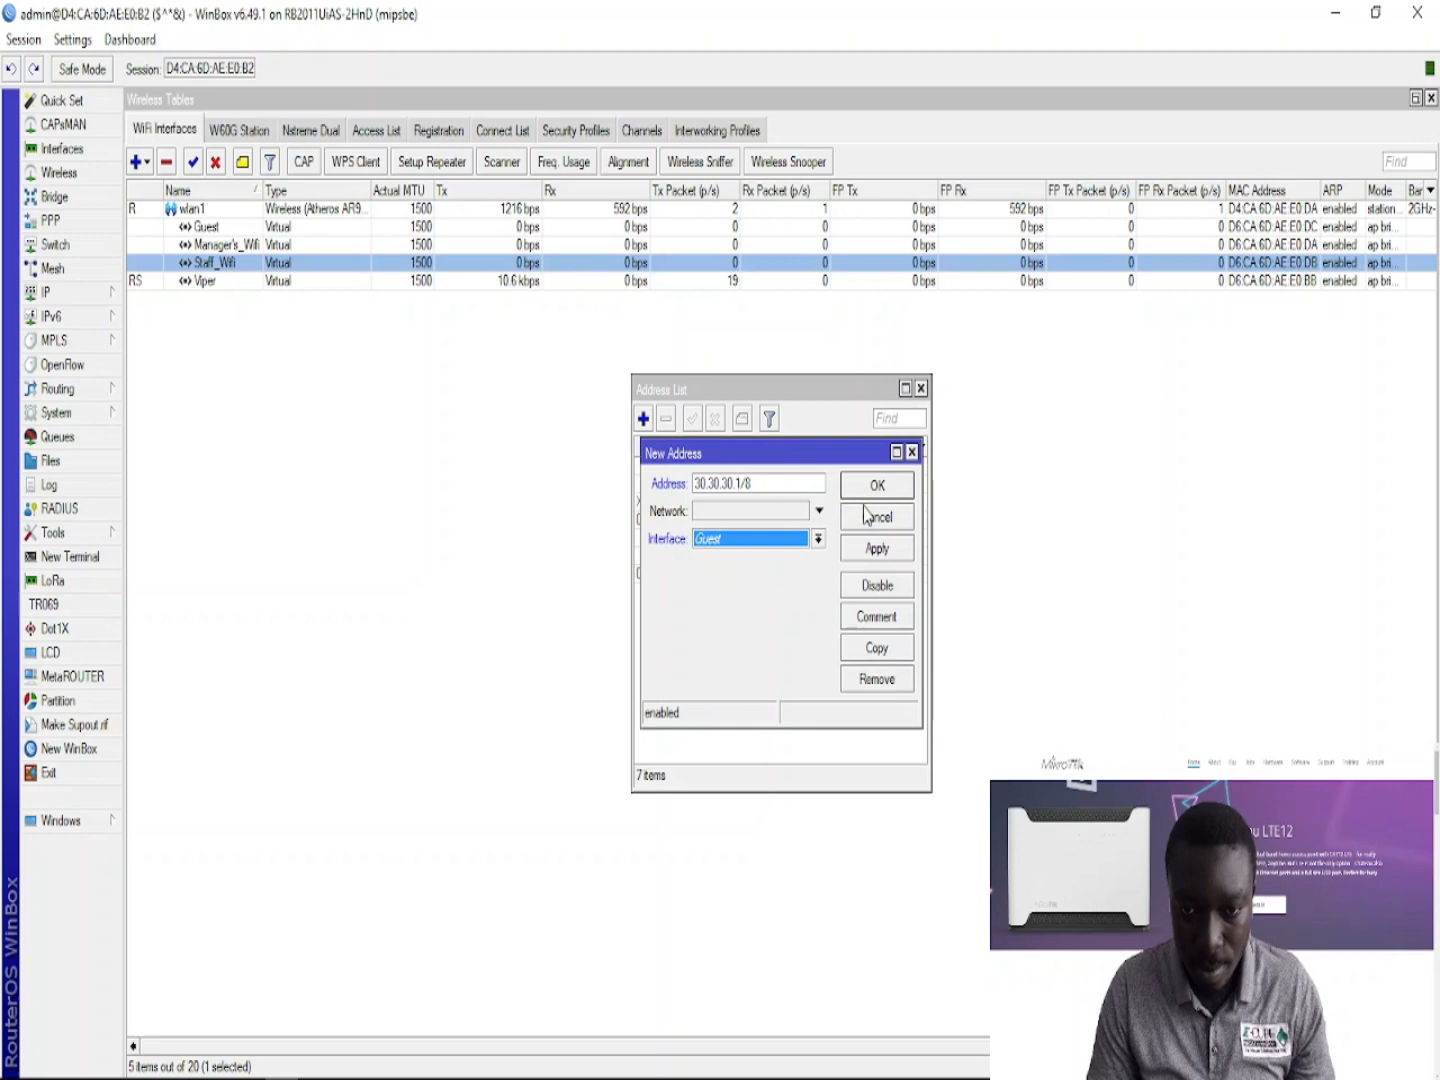 admin@D4:CA:6D:AE:E0:B2 ($^*&) - WinBox v6.49.1 on RB2011UiAS-2HnD (mipsbe)
Session Settings Dashboard
Safe Mode Session: D4:CA:6D:AE:E0:B2
Quick Set
CAPsMAN
Interfaces
Wireless
Bridge
PPP
Switch
Mesh
IP
IPv6
MPLS
OpenFlow
Routing
System
Queues
Files
Log
RADIUS
Tools
New Terminal
LoRa
TR069
Dot1X
LCD
MetaROUTER
Partition
Make Supout.rif
New WinBox
Exit
Windows
RouterOS WinBox
Wireless Tables
WiFi Interfaces W60G Station Nstreme Dual Access List Registration Connect List Security Profiles Channels Interworking Profiles
CAP WPS Client Setup Repeater Scanner Freq. Usage Alignment Wireless Sniffer Wireless Snooper Find
Name Type Actual MTU Tx Rx Tx Packet (p/s) Rx Packet (p/s) FP Tx FP Rx FP Tx Packet (p/s) FP Rx Packet (p/s) MAC Address ARP Mode Ban
R wlan1 Wireless (Atheros AR9... 1500 1216 bps 592 bps 2 1 0 bps 592 bps 0 1 D4:CA:6D:AE:E0:DA enabled station... 2GHz-
Guest Virtual 1500 0 bps 0 bps 0 0 0 bps 0 bps 0 0 D6:CA:6D:AE:E0:DC enabled ap bri...
Manager's_Wifi Virtual 1500 0 bps 0 bps 0 0 0 bps 0 bps 0 0 D6:CA:6D:AE:E0:DA enabled ap bri...
Staff_Wifi Virtual 1500 0 bps 0 bps 0 0 0 bps 0 bps 0 0 D6:CA:6D:AE:E0:DB enabled ap bri...
RS Viper Virtual 1500 10.6 kbps 0 bps 19 0 0 bps 0 bps 0 0 D6:CA:6D:AE:E0:BB enabled ap bri...
Address List
Find
New Address
Address: 30.30.30.1/8 OK
Network: Cancel
Interface: Guest
Apply
Disable
Comment
Copy
Remove
enabled
7 items
MikroTik
Home About Buy Jobs Hardware Software Support Training Account
LTE12
5 items out of 20 (1 selected)